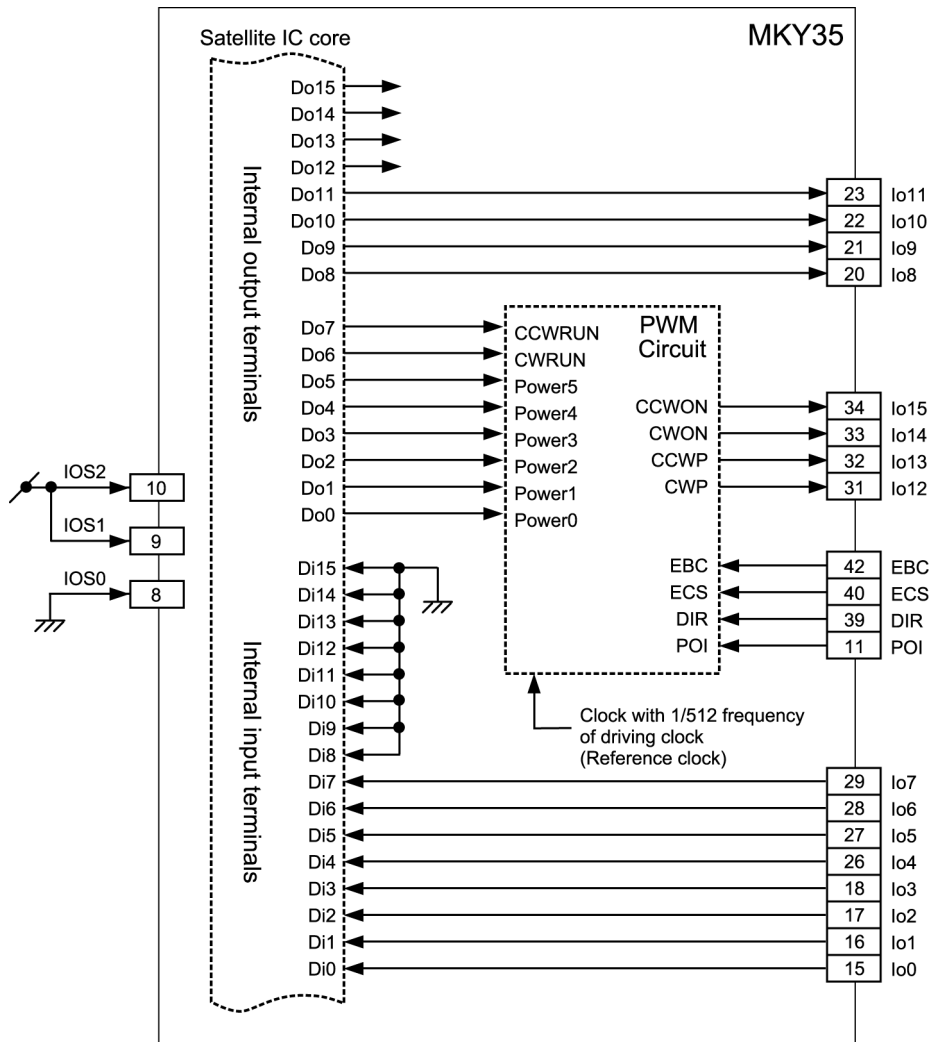 MKY35
Satellite IC core
Do15
Do14
Do13
Do12
Do11 23 Io11
Do10 22 Io10
Do9 21 Io9
Do8 20 Io8
Internal output terminals
PWM
Circuit
Do7 CCWRUN
Do6 CWRUN
Do5 Power5
Do4 Power4 CCWON 34 Io15
Do3 Power3 CWON 33 Io14
Do2 Power2 CCWP 32 Io13
Do1 Power1 CWP 31 Io12
Do0 Power0
IOS2 10
IOS1 9
IOS0 8
Internal input terminals
Di15 EBC 42 EBC
Di14 ECS 40 ECS
Di13 DIR 39 DIR
Di12 POI 11 POI
Di11
Di10
Di9
Di8
Clock with 1/512 frequency
of driving clock
(Reference clock)
Di7 29 Io7
Di6 28 Io6
Di5 27 Io5
Di4 26 Io4
Di3 18 Io3
Di2 17 Io2
Di1 16 Io1
Di0 15 Io0